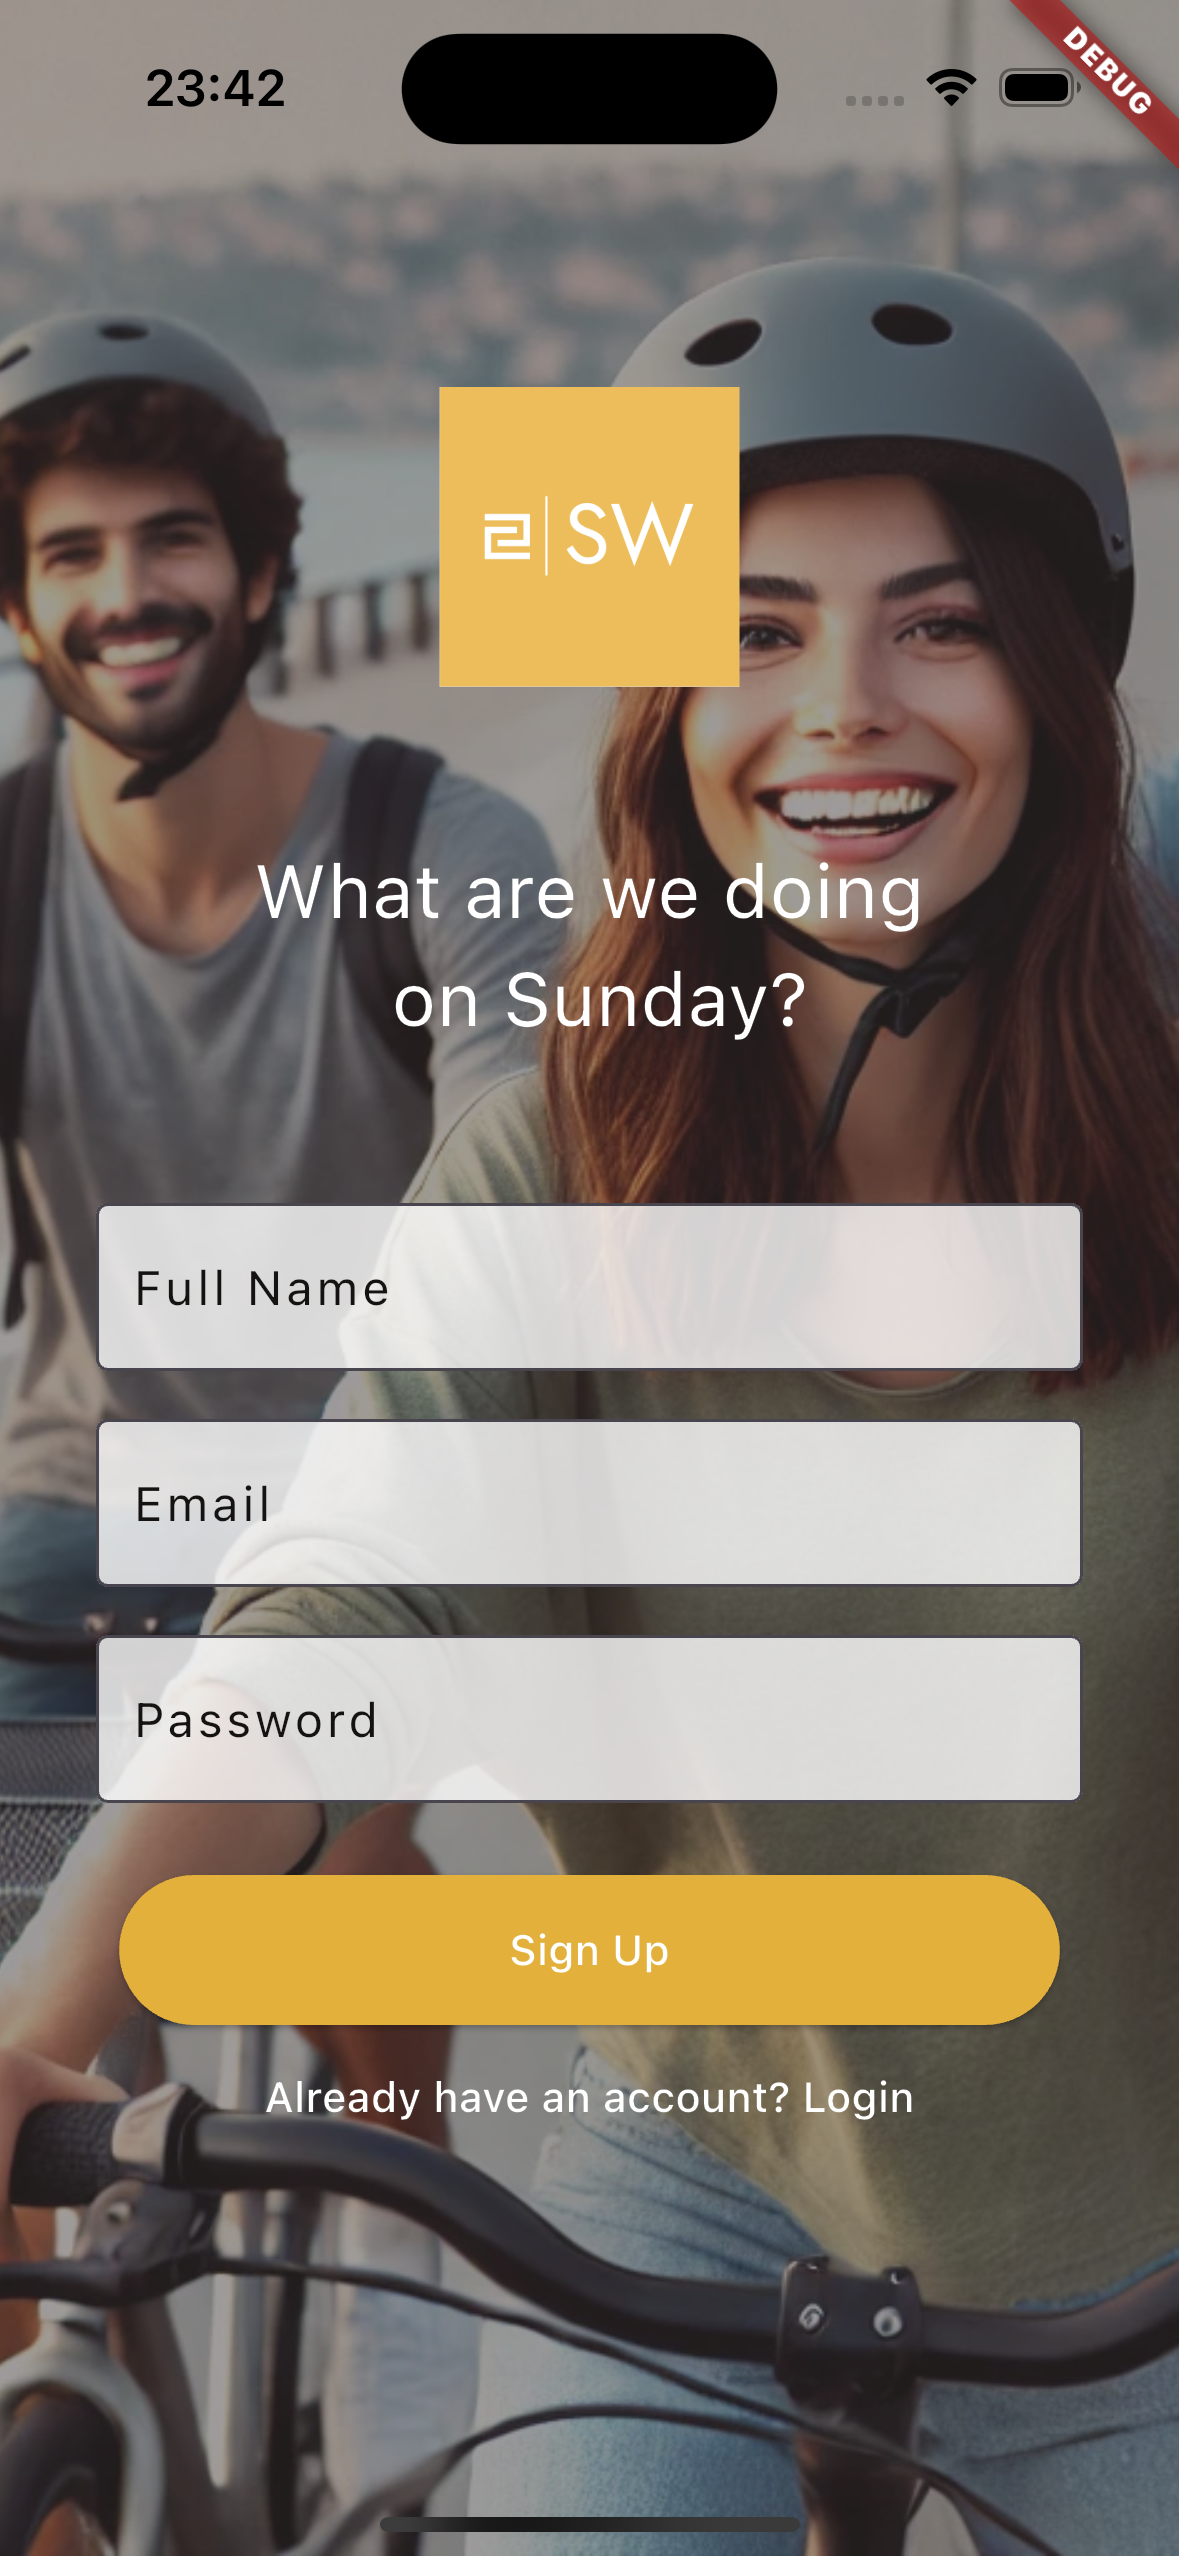 23:42
DEBUG
SW
What are we doing
on Sunday?
Full Name
Email
Password
Sign Up
Already have an account? Login